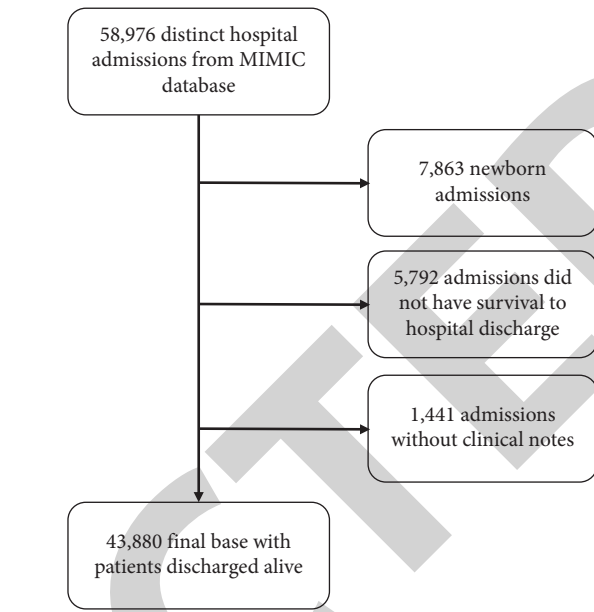 58,976 distinct hospital
admissions from MIMIC
database
7,863 newborn
admissions
5,792 admissions did
not have survival to
hospital discharge
1,441 admissions
without clinical notes
43,880 final base with
patients discharged alive